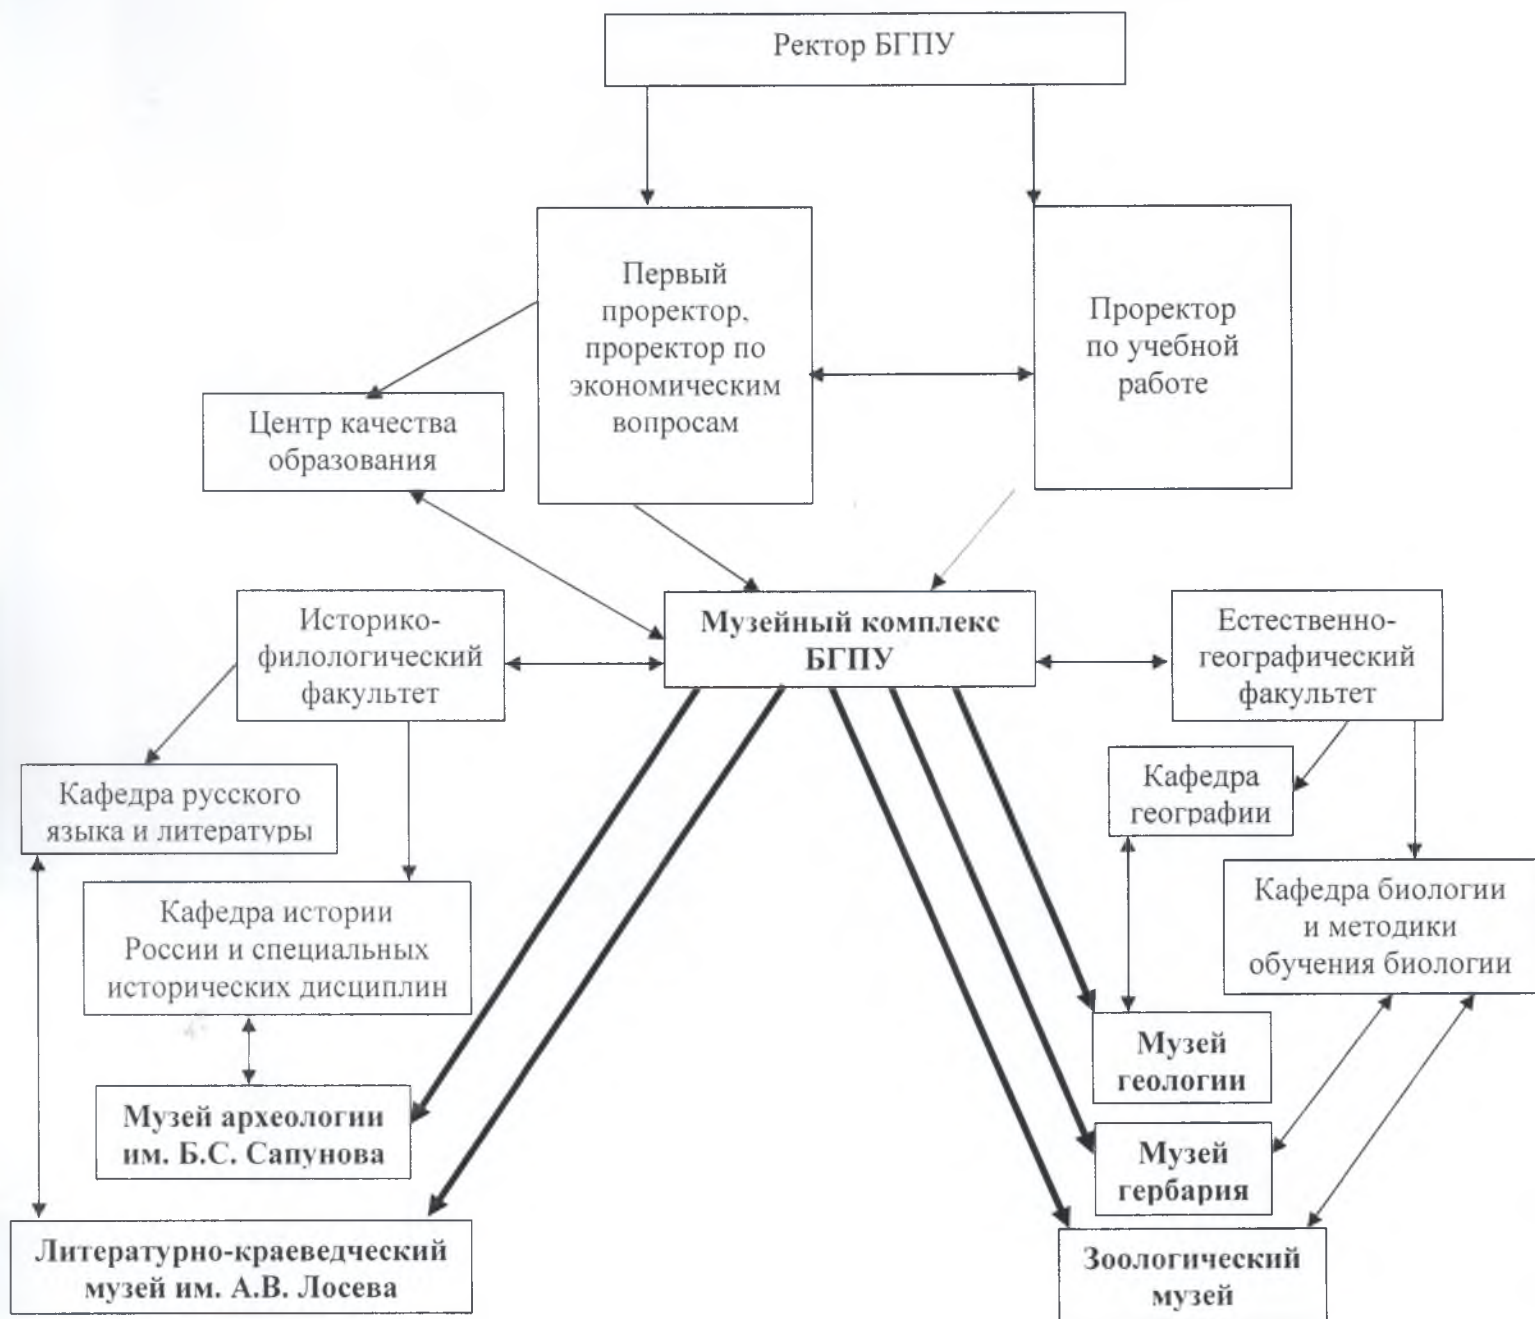 Ректор БГПУ
Первый
проректор,
проректор по
экономическим
вопросам
Проректор
по учебной
работе
Центр качества
образования
Историко-
филологический
факультет
Музейный комплекс
БГПУ
Естественно-
географический
факультет
Кафедра русского
языка и литературы
Кафедра
географии
Кафедра истории
России и специальных
исторических дисциплин
Кафедра биологии
и методики
обучения биологии
Музей
геологии
Музей археологии
им. Б.С. Сапунова
Музей
гербария
Литературно-краеведческий
музей им. А.В. Лосева
Зоологический
музей